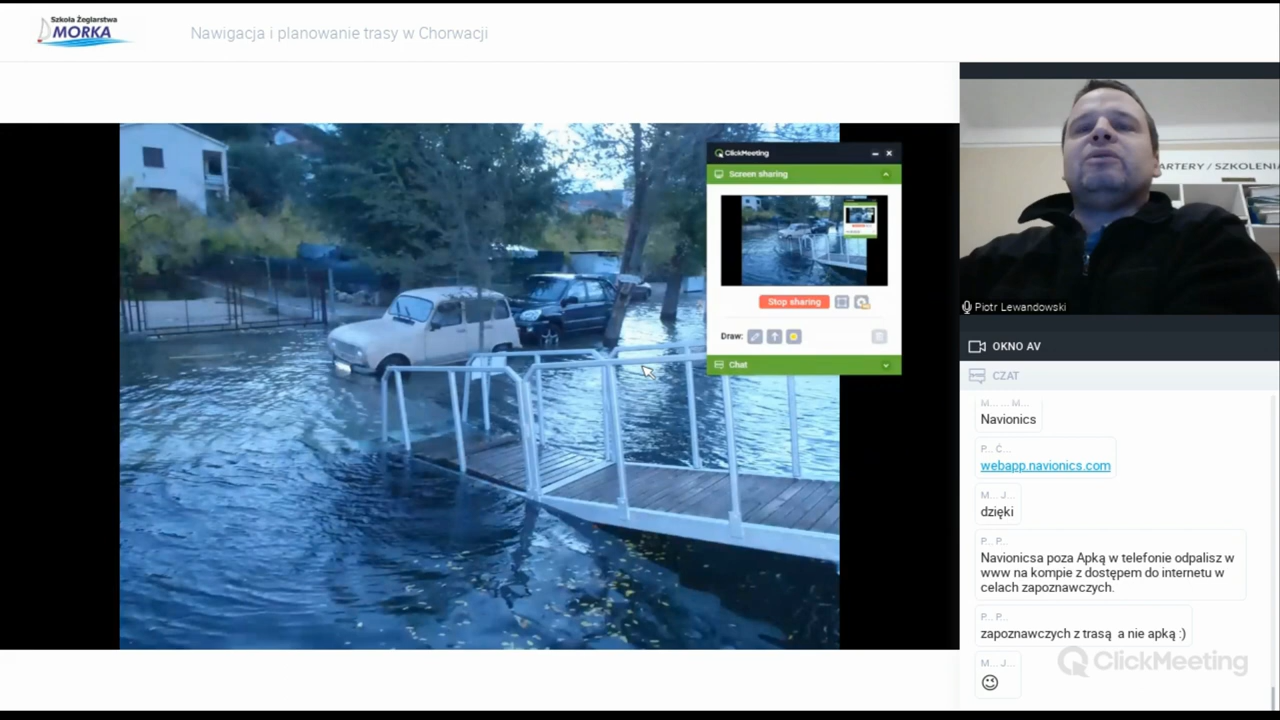 Szkoła Żeglarstwa
MORKA
Nawigacja i planowanie trasy w Chorwacji
ClickMeeting
Screen sharing
Stop sharing
Draw:
Chat
ARTERY / SZKOLENI
Piotr Lewandowski
OKNO AV
CZAT
M... ... M...
Navionics
P... Ć...
webapp.navionics.com
M... J...
dzięki
P... P...
Navionicsa poza Apką w telefonie odpalisz w
www na kompie z dostępem do internetu w
celach zapoznawczych.
P... P...
zapoznawczych z trasą a nie apką :)
M... J...
ClickMeeting